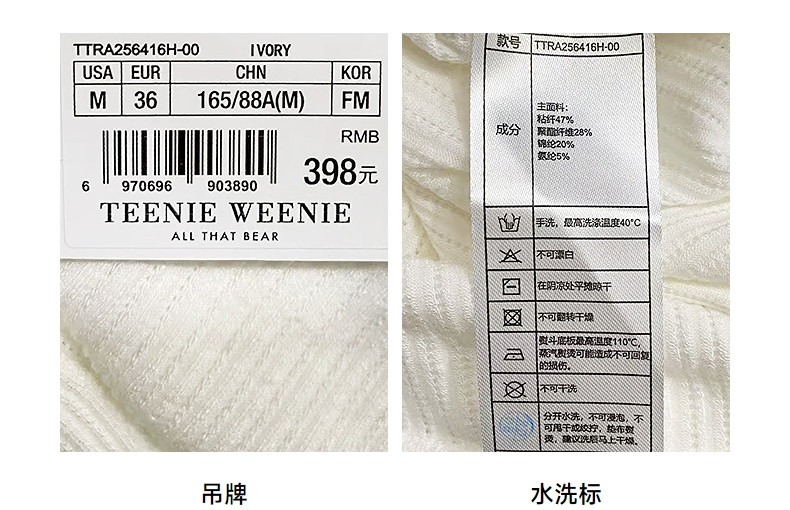 TTRA256416H-00 IVORY
USA EUR CHN KOR
M 36 165/88A(M) FM
RMB
398元
6 970696 903890
TEENIE WEENIE
ALL THAT BEAR
款号 TTRA256416H-00
成分
主面料:
粘纤47%
聚酯纤维28%
锦纶20%
氨纶5%
手洗，最高洗涤温度40°C
不可漂白
在阴凉处平摊晾干
不可翻转干燥
熨斗底板最高温度110℃,
蒸汽熨烫可能造成不可回复
的损伤。
不可干洗
分开水洗，不可浸泡，不
可甩干或绞拧，垫布熨
烫，建议洗后马上干燥。
吊牌
水洗标